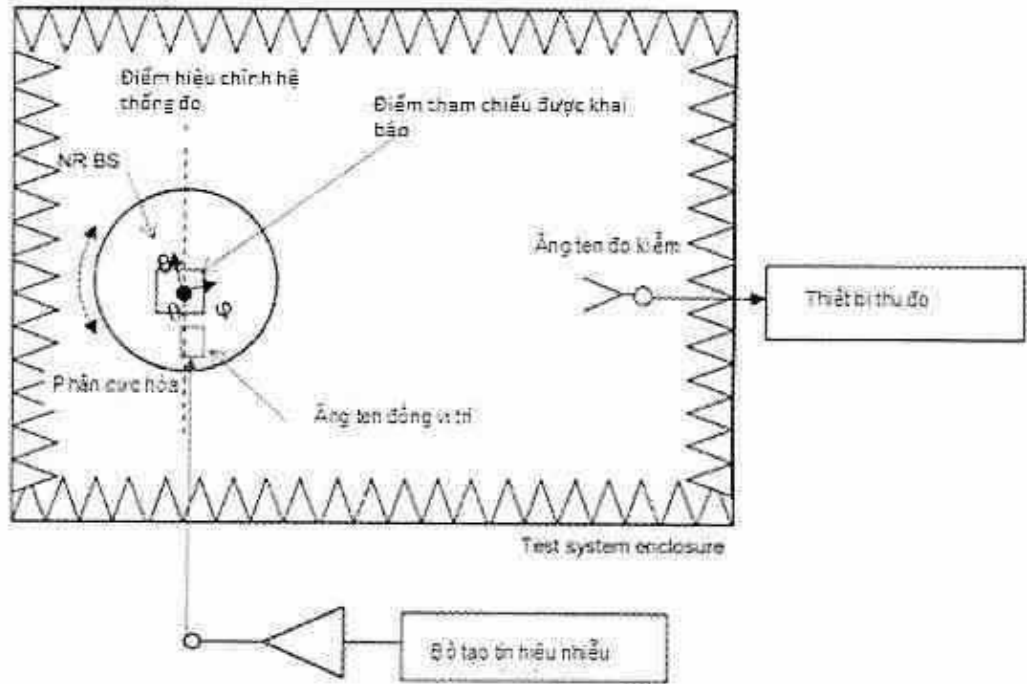 Điểm hiệu chỉnh hệ
thống đo
Điểm tham chiếu được khai
báo
NR BS
θ
φ
Phân cực hóa
Ăng ten đo kiểm
Thiết bị thu đo
Ăng ten đồng vị trí
Test system enclosure
Bộ tạo tín hiệu nhiễu